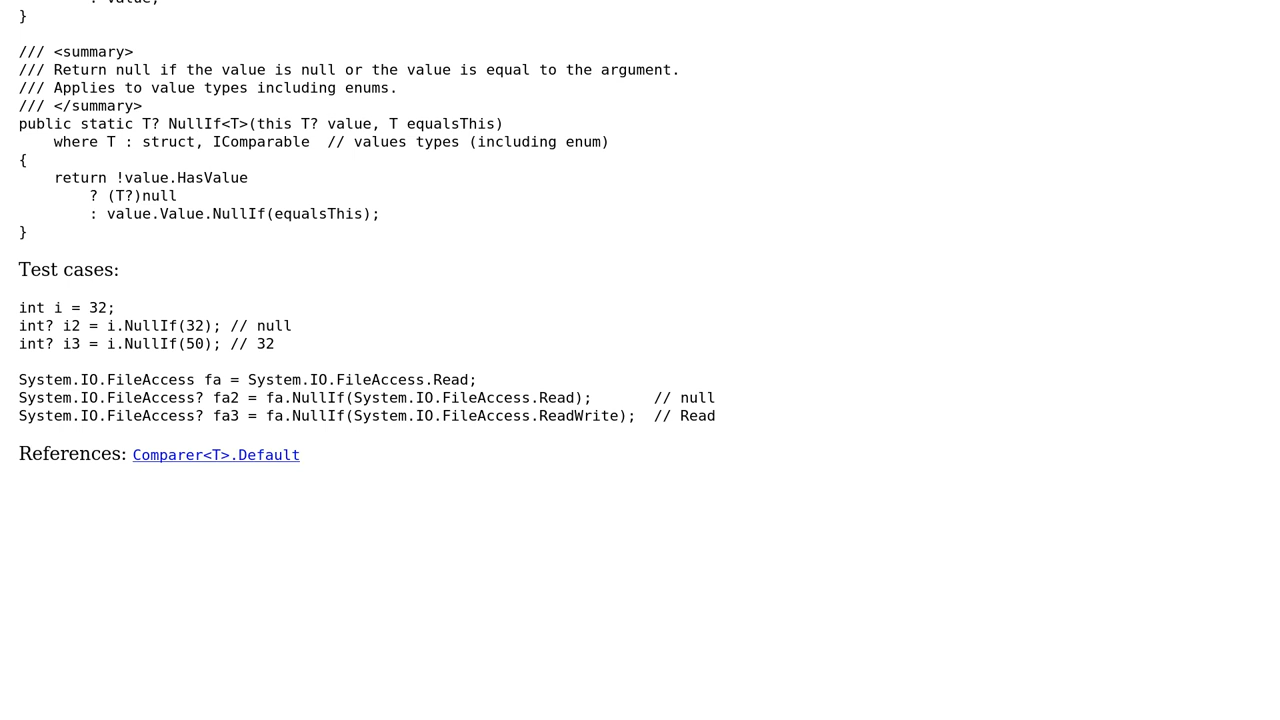 : value;
}
/// <summary>
/// Return null if the value is null or the value is equal to the argument.
/// Applies to value types including enums.
/// </summary>
public static T? NullIf<T>(this T? value, T equalsThis)
    where T : struct, IComparable  // values types (including enum)
{
    return !value.HasValue
        ? (T?)null
        : value.Value.NullIf(equalsThis);
}
Test cases:
int i = 32;
int? i2 = i.NullIf(32); // null
int? i3 = i.NullIf(50); // 32
System.IO.FileAccess fa = System.IO.FileAccess.Read;
System.IO.FileAccess? fa2 = fa.NullIf(System.IO.FileAccess.Read);       // null
System.IO.FileAccess? fa3 = fa.NullIf(System.IO.FileAccess.ReadWrite);  // Read
References: Comparer<T>.Default